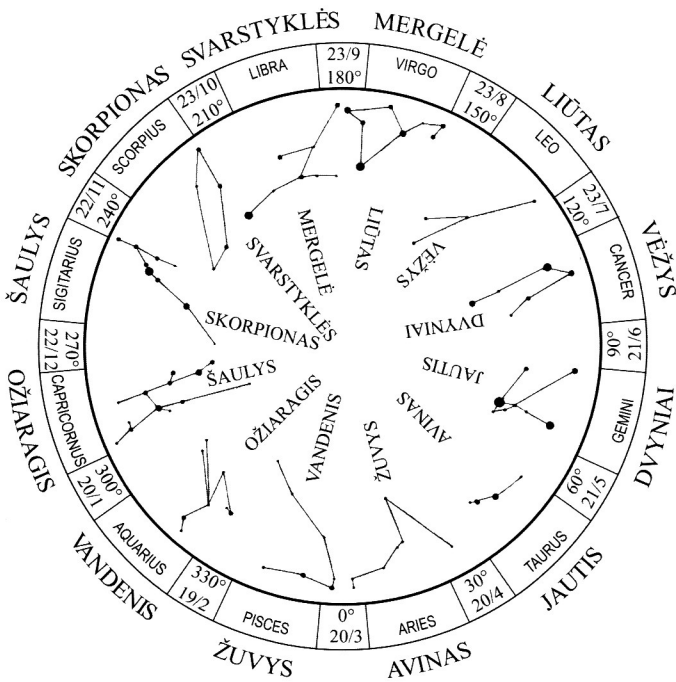 SVARSTYKLĖS
MERGELĖ
LIŪTAS
VĖŽYS
DVYNIAI
JAUTIS
AVINAS
ŽUVYS
VANDENIS
OŽIARAGIS
ŠAULYS
SKORPIONAS
23/9
180°
VIRGO
23/8
150°
LEO
23/7
120°
CANCER
21/6
90°
GEMINI
60°
21/5
TAURUS
30°
20/4
ARIES
0°
20/3
PISCES
330°
19/2
AQUARIUS
300°
20/1
CAPRICORNUS
270°
22/12
SIGITARIUS
22/11
240°
SCORPIUS
23/10
210°
LIBRA
MERGELĖ
LIŪTAS
VĖŽYS
DVYNIAI
JAUTIS
AVINAS
ŽUVYS
VANDENIS
OŽIARAGIS
ŠAULYS
SKORPIONAS
SVARSTYKLĖS